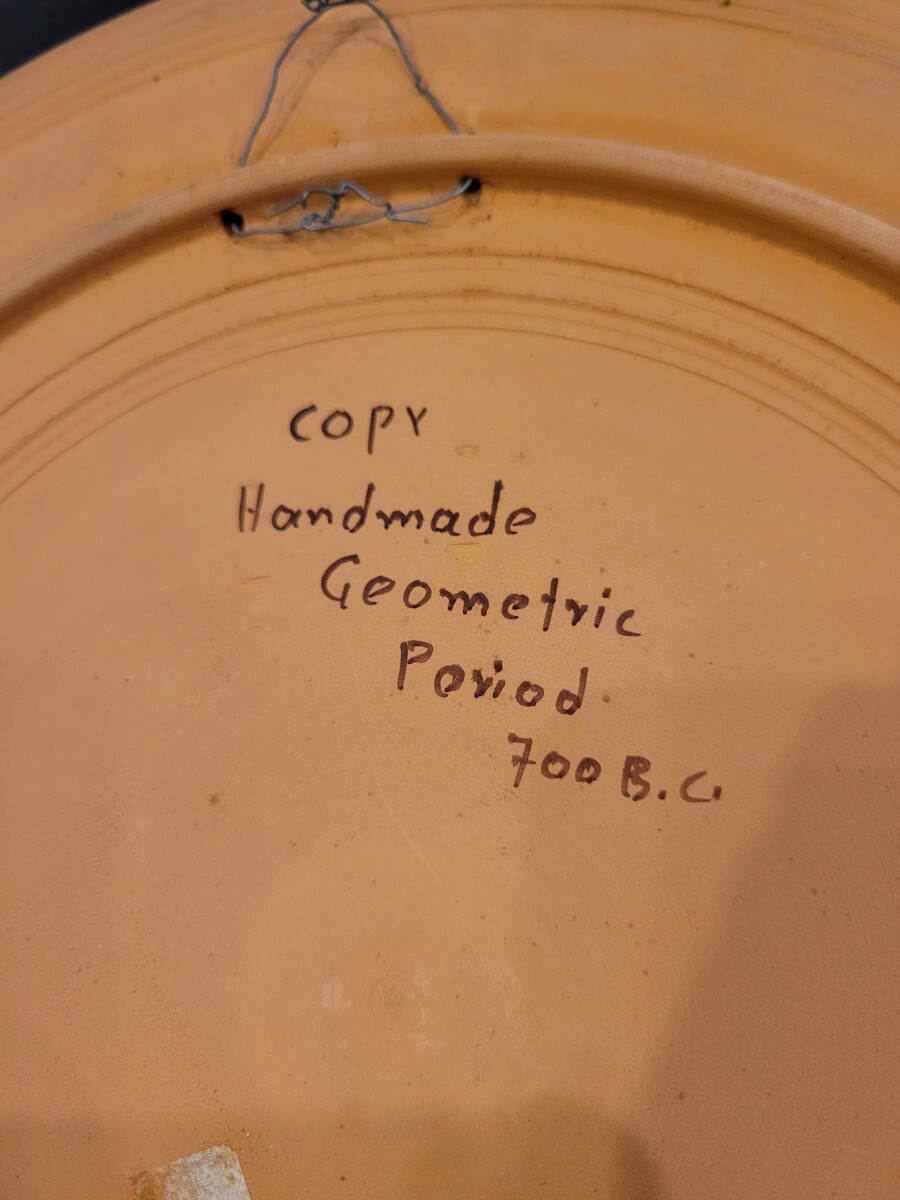 copy
Handmade
Geometric
Period
700 B.C.